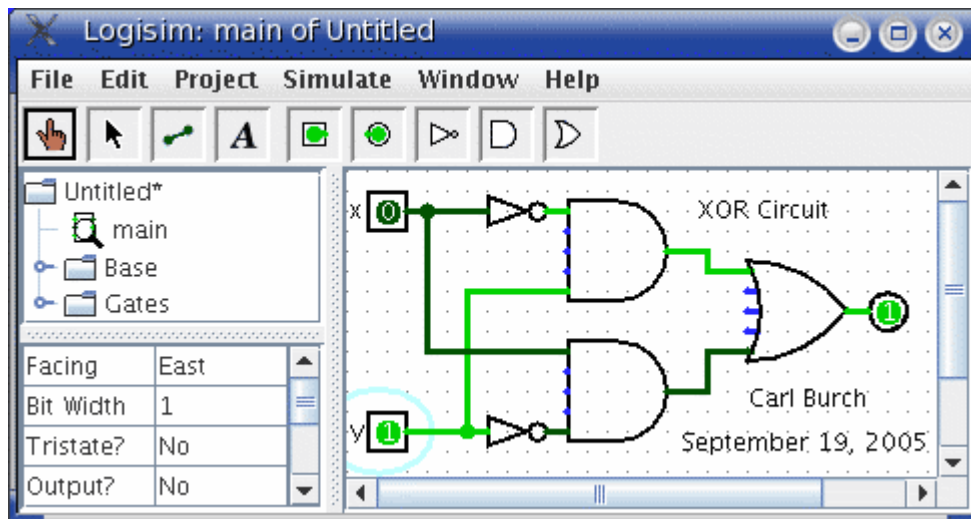 Logisim: main of Untitled
File Edit Project Simulate Window Help
A
Untitled*
main
Base
Gates
Facing East
Bit Width 1
Tristate? No
Output? No
x 0
XOR Circuit
1
Carl Burch
y 1
September 19, 2005